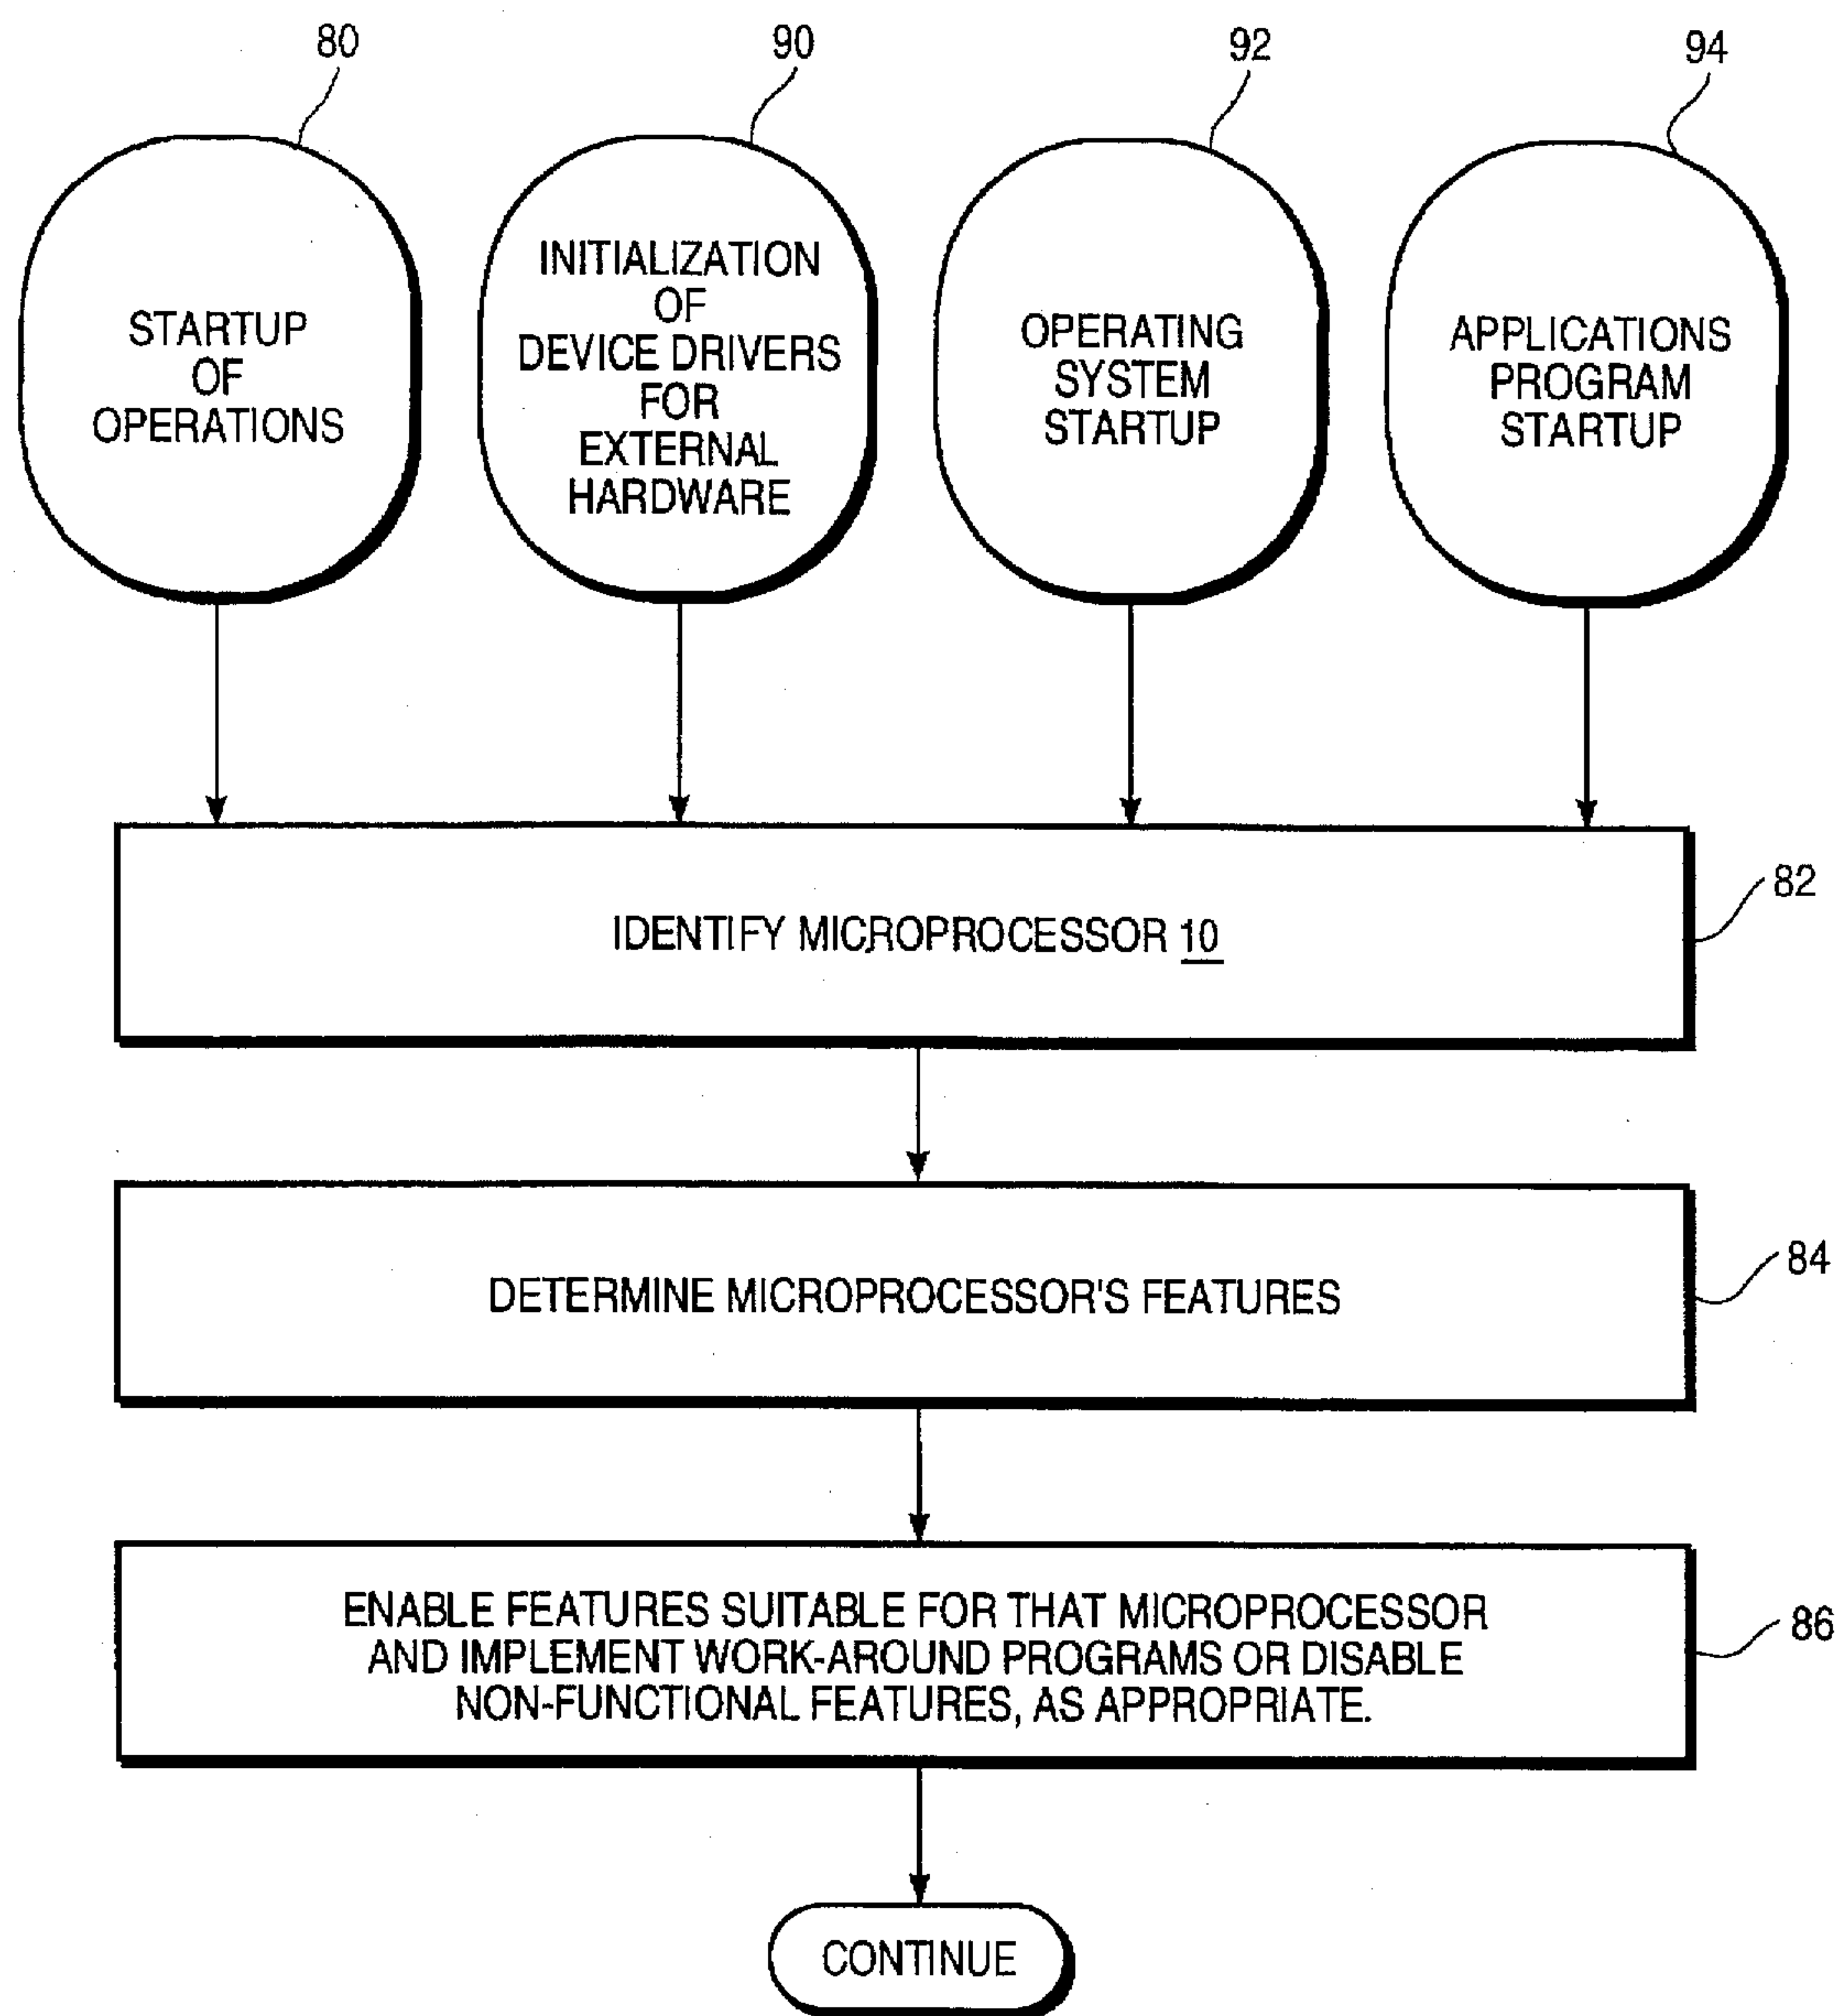 80
90
92
94
STARTUP
OF
OPERATIONS
INITIALIZATION
OF
DEVICE DRIVERS
FOR
EXTERNAL
HARDWARE
OPERATING
SYSTEM
STARTUP
APPLICATIONS
PROGRAM
STARTUP
IDENTIFY MICROPROCESSOR 10
82
DETERMINE MICROPROCESSOR'S FEATURES
84
ENABLE FEATURES SUITABLE FOR THAT MICROPROCESSOR
AND IMPLEMENT WORK-AROUND PROGRAMS OR DISABLE
NON-FUNCTIONAL FEATURES, AS APPROPRIATE.
86
CONTINUE